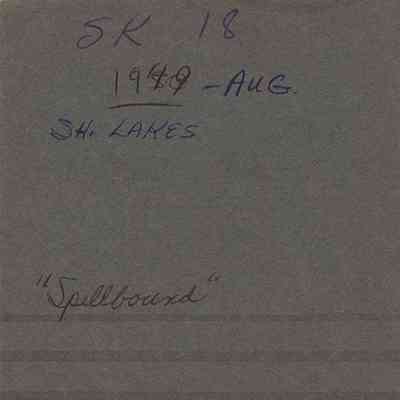 SK 18
1949 - AUG.
SH. LAKES
"Spellbound"